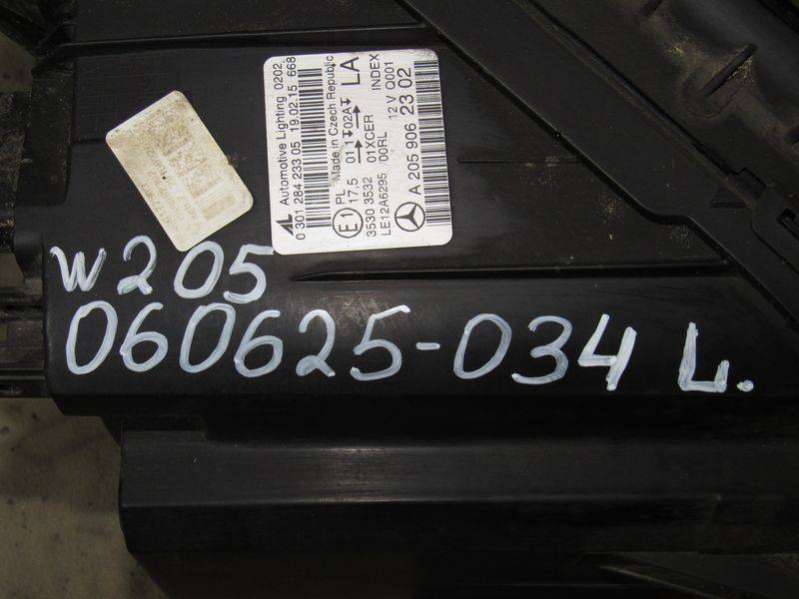 Automotive Lighting 0202.
0 301 284 233 05 19.02.15 668
Made in Czech Republic
LA
E1
PL
17,5
3530 3532 01XCER INDEX
LE12A6295 00RL 12 V Q001
A 205 906 23 02
W205
060625-034 L.